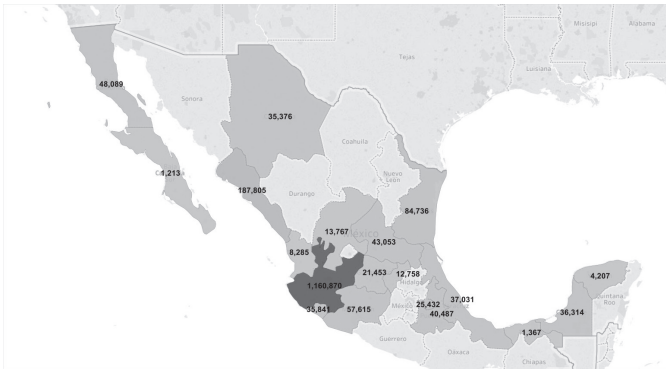 Misisipi
Alabama
Tejas
Luisiana
48,089
Sonora
35,376
Coahuila
1,213
187,805
Nuevo
León
Durango
84,736
13,767
43,053
8,285
21,453
12,758
Hidalgo
4,207
1,160,870
25,432
37,031
Quintana
Roo
México
40,487
36,314
35,841
57,615
1,367
Guerrero
Oaxaca
Chiapas